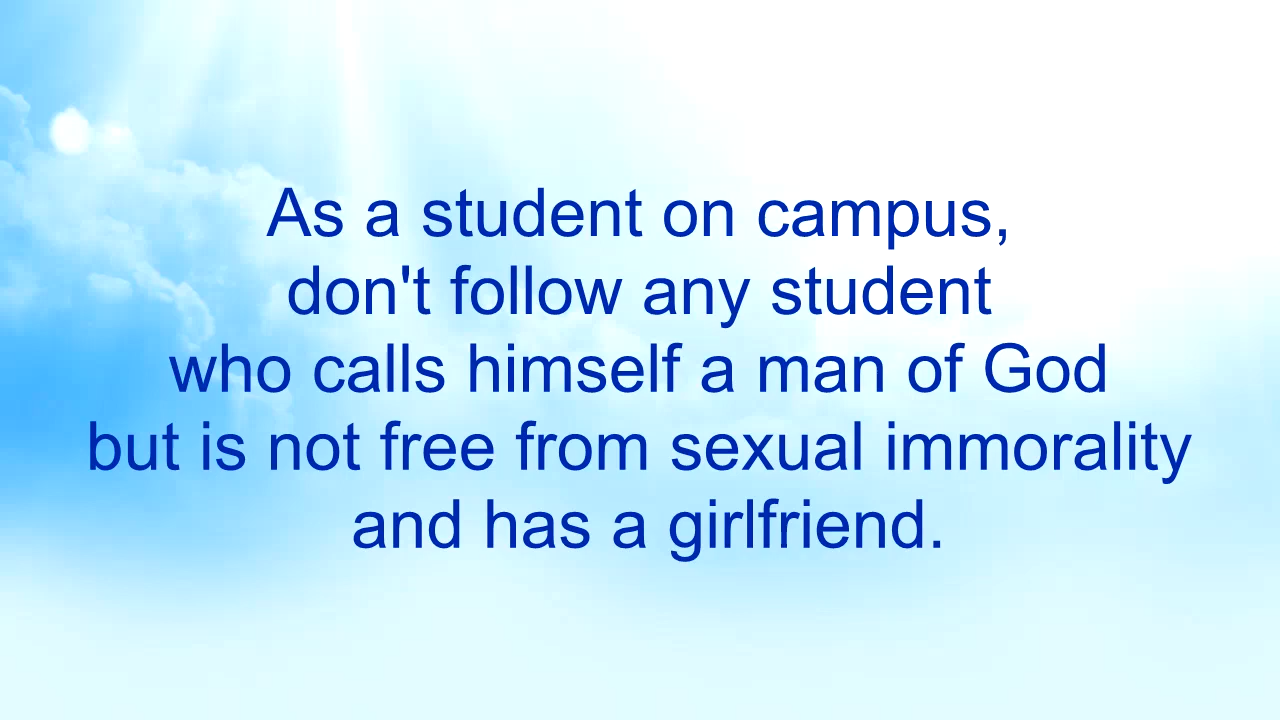 As a student on campus,
don't follow any student
who calls himself a man of God
but is not free from sexual immorality
and has a girlfriend.